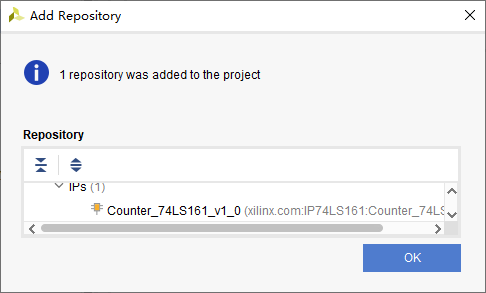 Add Repository
1 repository was added to the project
Repository
IPs (1)
Counter_74LS161_v1_0 (xilinx.com:IP74LS161:Counter_74LS
OK